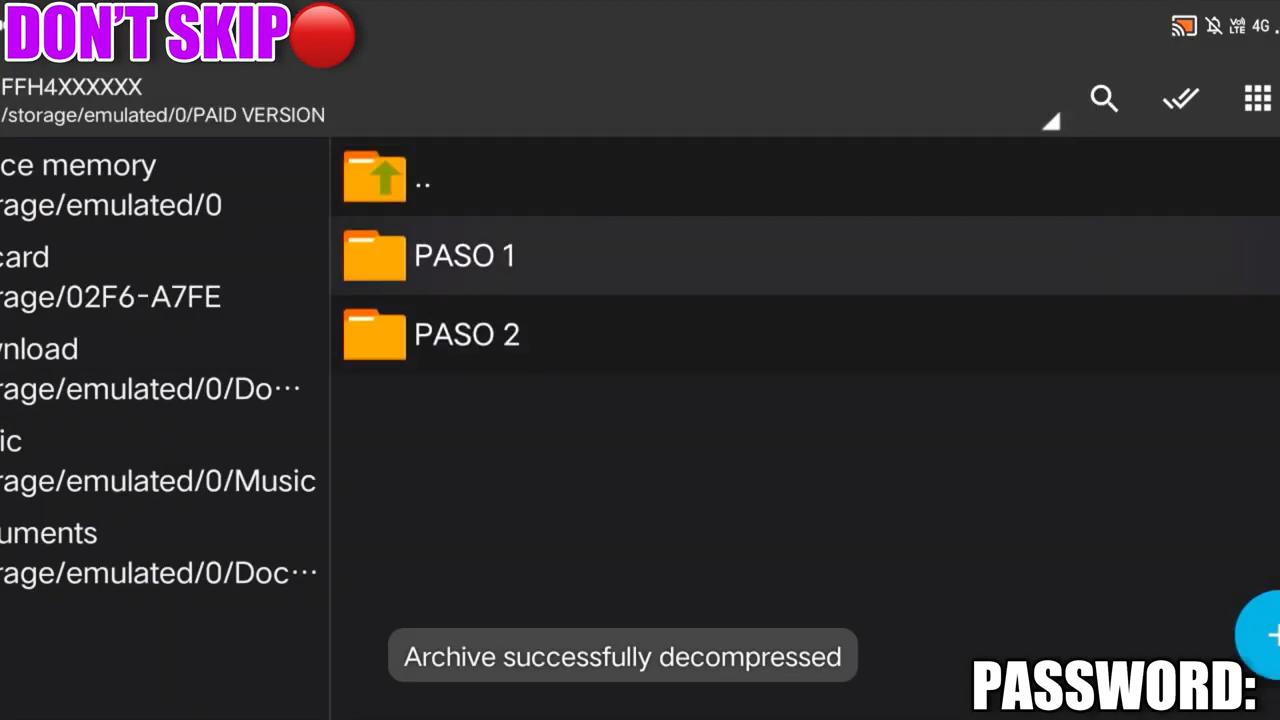 DON'T SKIP
4G
FFH4XXXXXX
/storage/emulated/0/PAID VERSION
ce memory
rage/emulated/0
card
rage/02F6-A7FE
nload
rage/emulated/0/Do···
ic
rage/emulated/0/Music
uments
rage/emulated/0/Doc···
..
PASO 1
PASO 2
Archive successfully decompressed
PASSWORD: